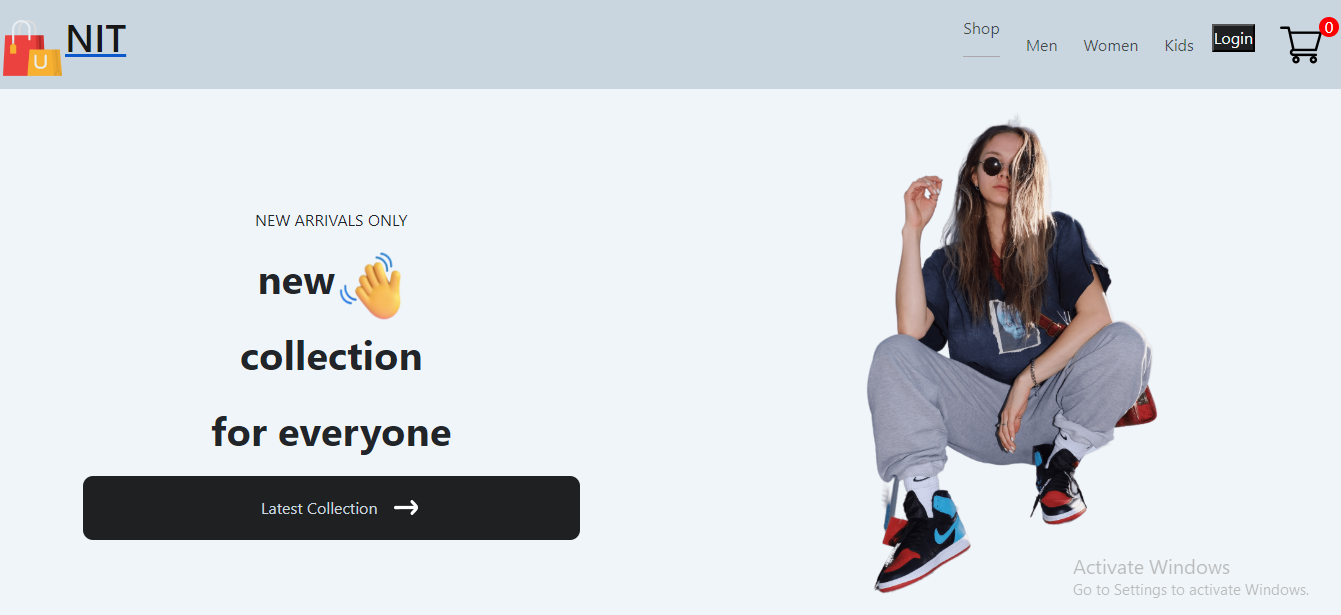 NIT
Shop
Men
Women
Kids
Login
0
U
NEW ARRIVALS ONLY
new
collection
for everyone
Latest Collection
Activate Windows
Go to Settings to activate Windows.